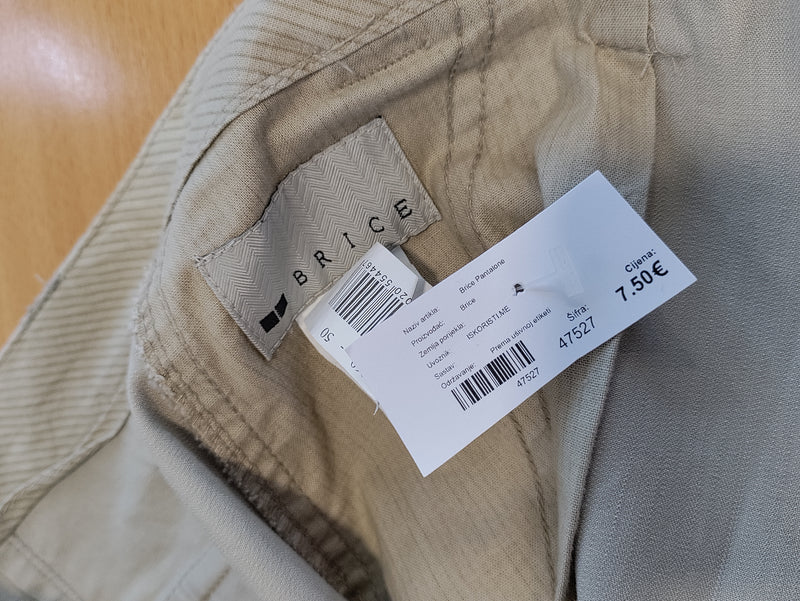 BRICE
50
Naziv artikla: Brice Pantalone
Proizvođač: Brice
Zemlja porjekla:
Uvoznik: ISKORISTI.ME
Sastav:
Održavanje: Prema ušivnoj etiketi
47527
Šifra:
47527
Cijena:
7.50€